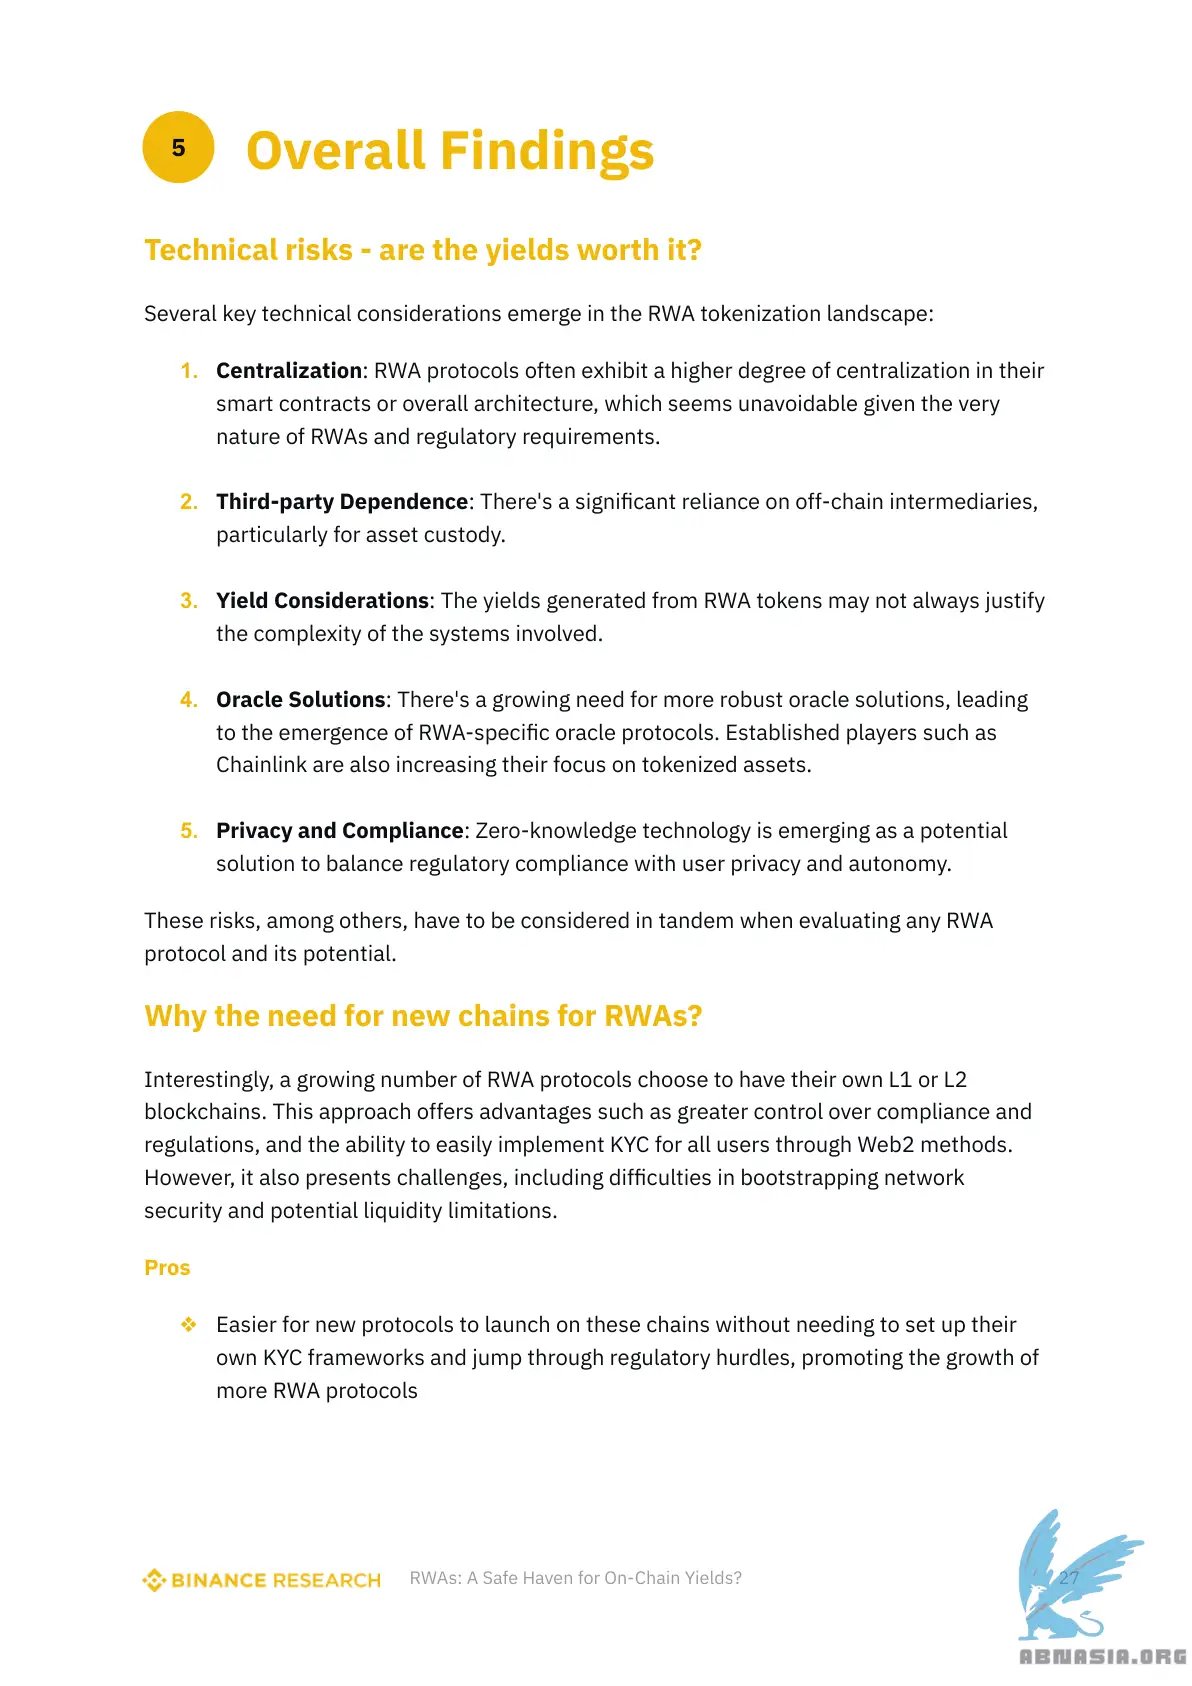 5
Overall Findings
Technical risks - are the yields worth it?
Several key technical considerations emerge in the RWA tokenization landscape:
1. Centralization: RWA protocols often exhibit a higher degree of centralization in their
smart contracts or overall architecture, which seems unavoidable given the very
nature of RWAs and regulatory requirements.
2. Third-party Dependence: There's a significant reliance on off-chain intermediaries,
particularly for asset custody.
3. Yield Considerations: The yields generated from RWA tokens may not always justify
the complexity of the systems involved.
4. Oracle Solutions: There's a growing need for more robust oracle solutions, leading
to the emergence of RWA-specific oracle protocols. Established players such as
Chainlink are also increasing their focus on tokenized assets.
5. Privacy and Compliance: Zero-knowledge technology is emerging as a potential
solution to balance regulatory compliance with user privacy and autonomy.
These risks, among others, have to be considered in tandem when evaluating any RWA
protocol and its potential.
Why the need for new chains for RWAs?
Interestingly, a growing number of RWA protocols choose to have their own L1 or L2
blockchains. This approach offers advantages such as greater control over compliance and
regulations, and the ability to easily implement KYC for all users through Web2 methods.
However, it also presents challenges, including difficulties in bootstrapping network
security and potential liquidity limitations.
Pros
❖ Easier for new protocols to launch on these chains without needing to set up their
own KYC frameworks and jump through regulatory hurdles, promoting the growth of
more RWA protocols
BINANCE RESEARCH
RWAs: A Safe Haven for On-Chain Yields?
27
ABNASIA.ORG